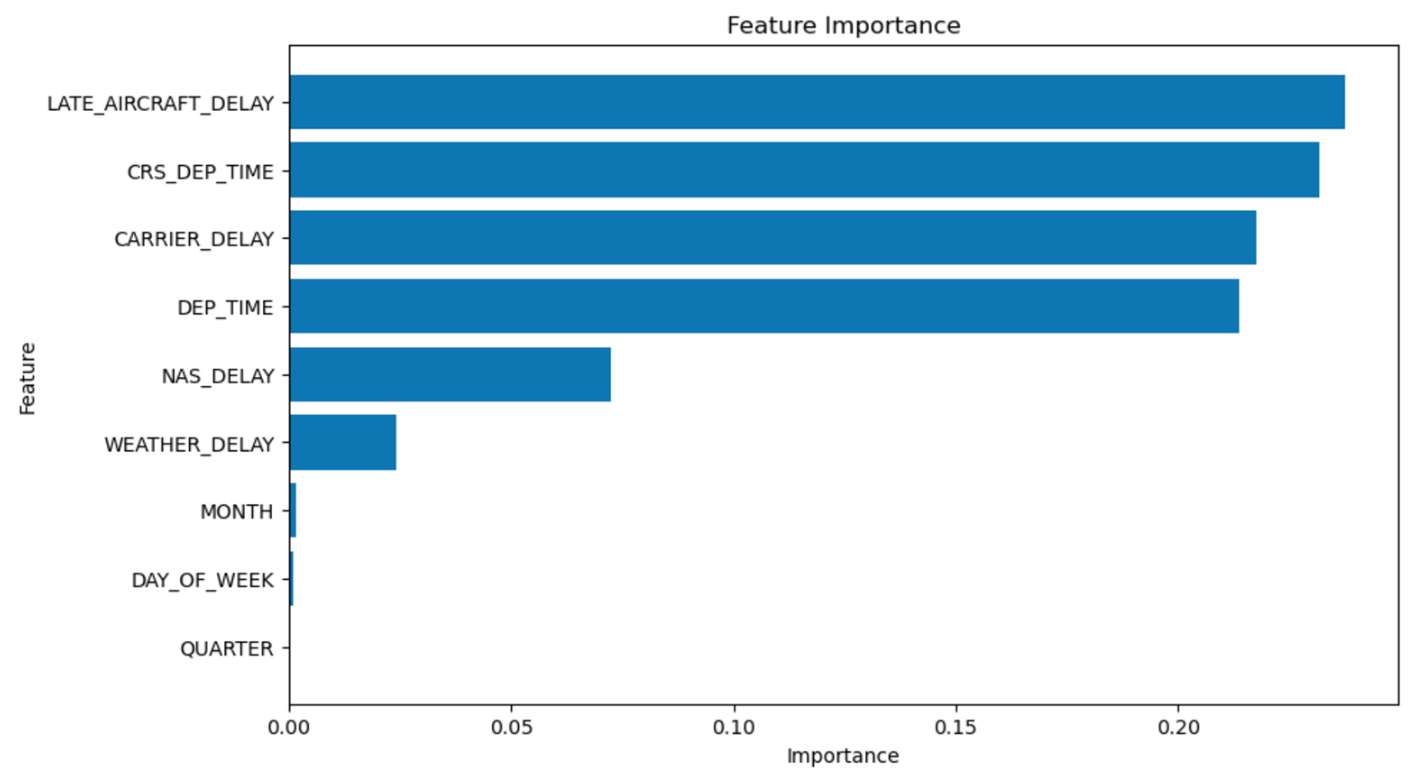 Feature Importance
LATE_AIRCRAFT_DELAY
CRS_DEP_TIME
CARRIER_DELAY
DEP_TIME
NAS_DELAY
WEATHER_DELAY
MONTH
DAY_OF_WEEK
QUARTER
Feature
0.00 0.05 0.10 0.15 0.20
Importance